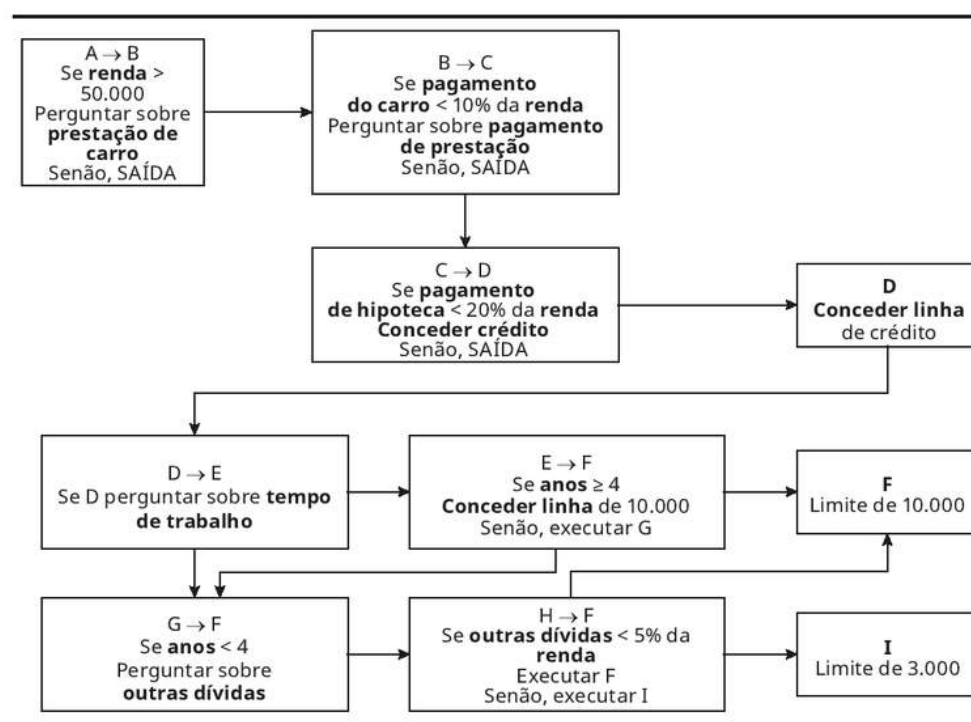 A → B
Se renda >
50.000
Perguntar sobre
prestação de
carro
Senão, SAÍDA
B → C
Se pagamento
do carro < 10% da renda
Perguntar sobre pagamento
de prestação
Senão, SAÍDA
C → D
Se pagamento
de hipoteca < 20% da renda
Conceder crédito
Senão, SAÍDA
D
Conceder linha
de crédito
D → E
Se D perguntar sobre tempo
de trabalho
E → F
Se anos ≥ 4
Conceder linha de 10.000
Senão, executar G
F
Limite de 10.000
G → F
Se anos < 4
Perguntar sobre
outras dívidas
H → F
Se outras dívidas < 5% da
renda
Executar F
Senão, executar I
I
Limite de 3.000